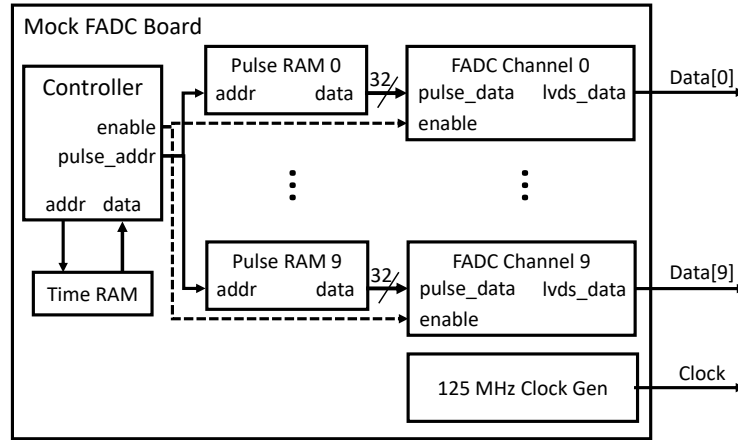 Mock FADC Board
Controller
enable
pulse_addr
addr data
Time RAM
Pulse RAM 0
addr data
32
FADC Channel 0
pulse_data lvds_data
enable
Data[0]
Pulse RAM 9
addr data
32
FADC Channel 9
pulse_data lvds_data
enable
Data[9]
125 MHz Clock Gen
Clock